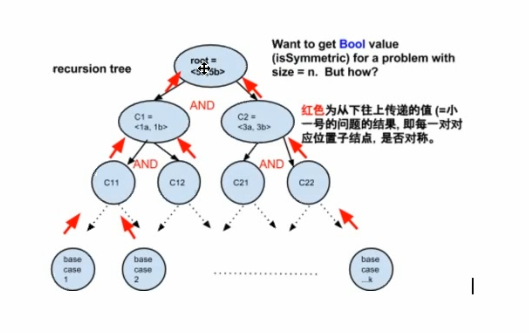 recursion tree
root =
Want to get Bool value
(isSymmetric) for a problem with
size = n. But how?
AND
C1 =
<1a, 1b>
C2 =
<3a, 3b>
红色为从下往上传递的值 (=小
一号的问题的结果, 即每一对对
应位置子结点, 是否对称。
AND
AND
C11
C12
C21
C22
base
case
1
base
case
2
base
case
...k